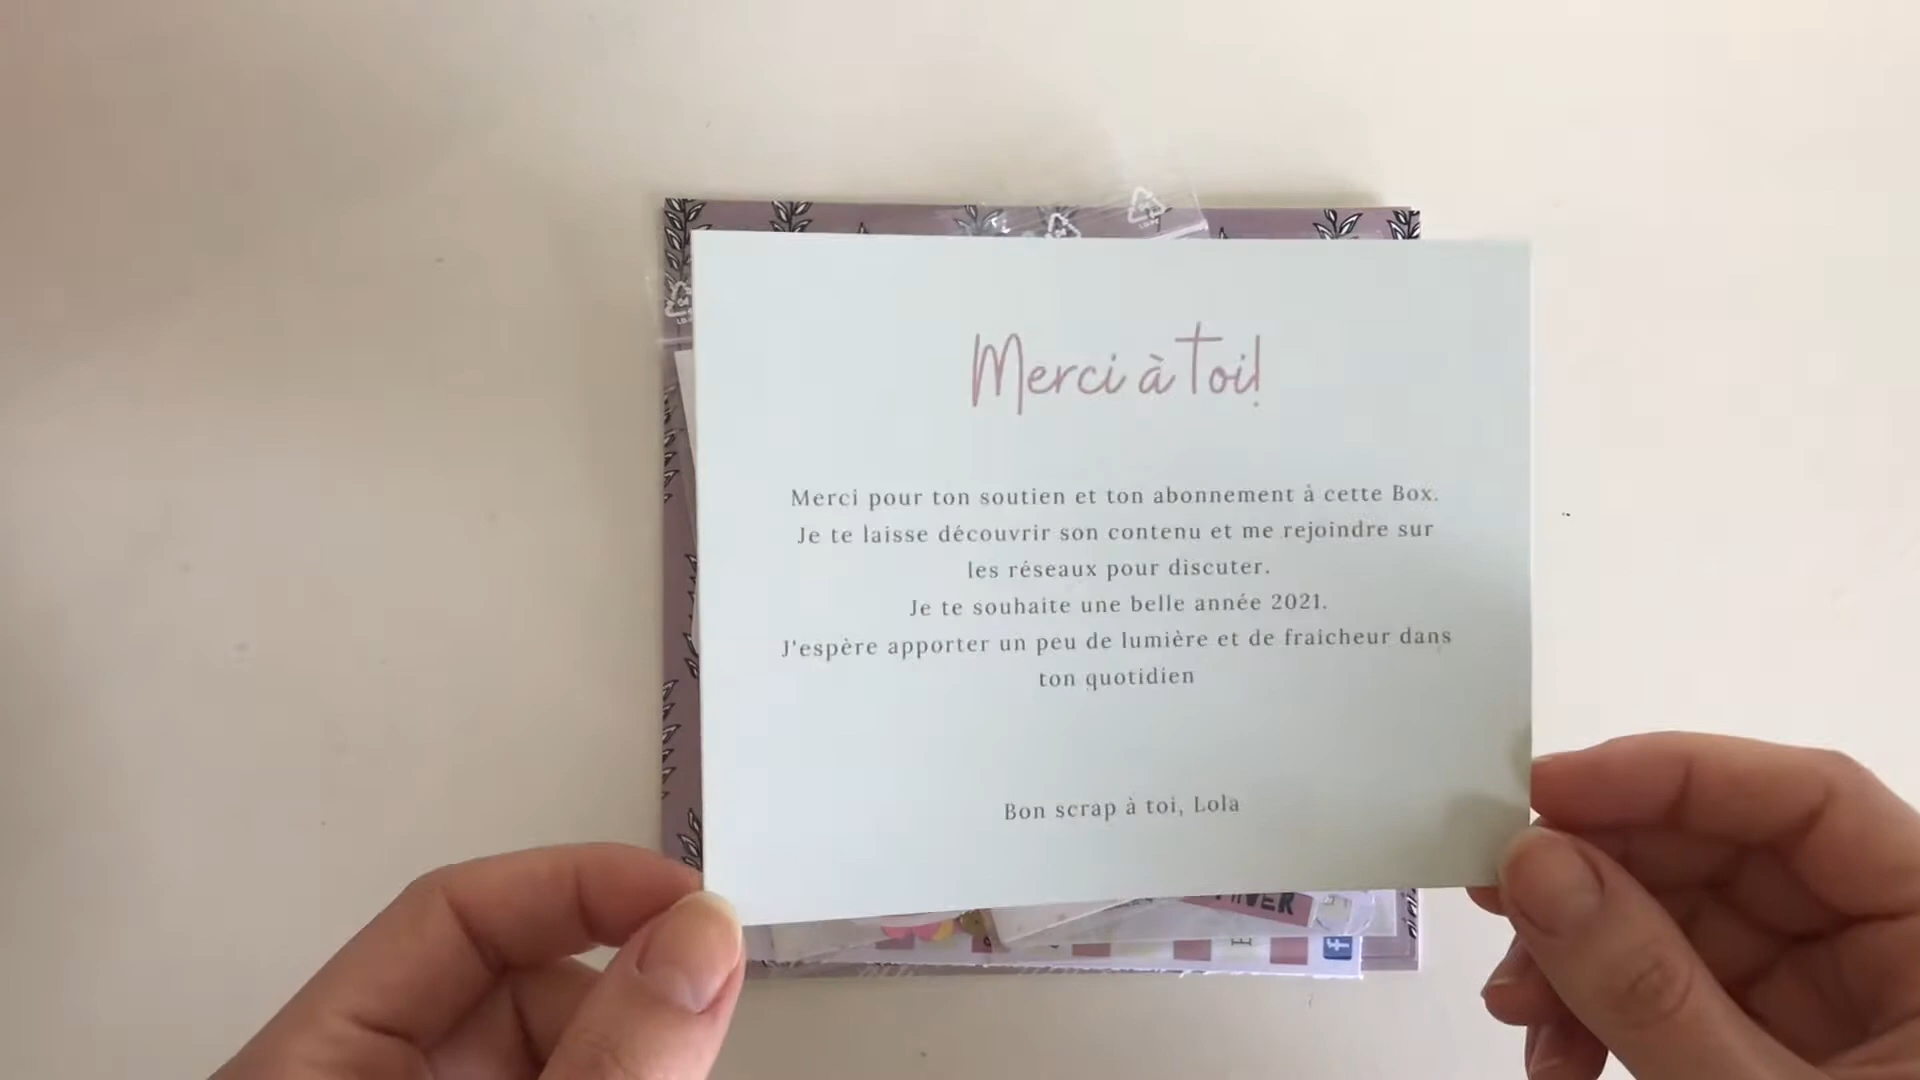 Merci à Toi!
Merci pour ton soutien et ton abonnement à cette Box.
Je te laisse découvrir son contenu et me rejoindre sur
les réseaux pour discuter.
Je te souhaite une belle année 2021.
J'espère apporter un peu de lumière et de fraicheur dans
ton quotidien
Bon scrap à toi, Lola
f